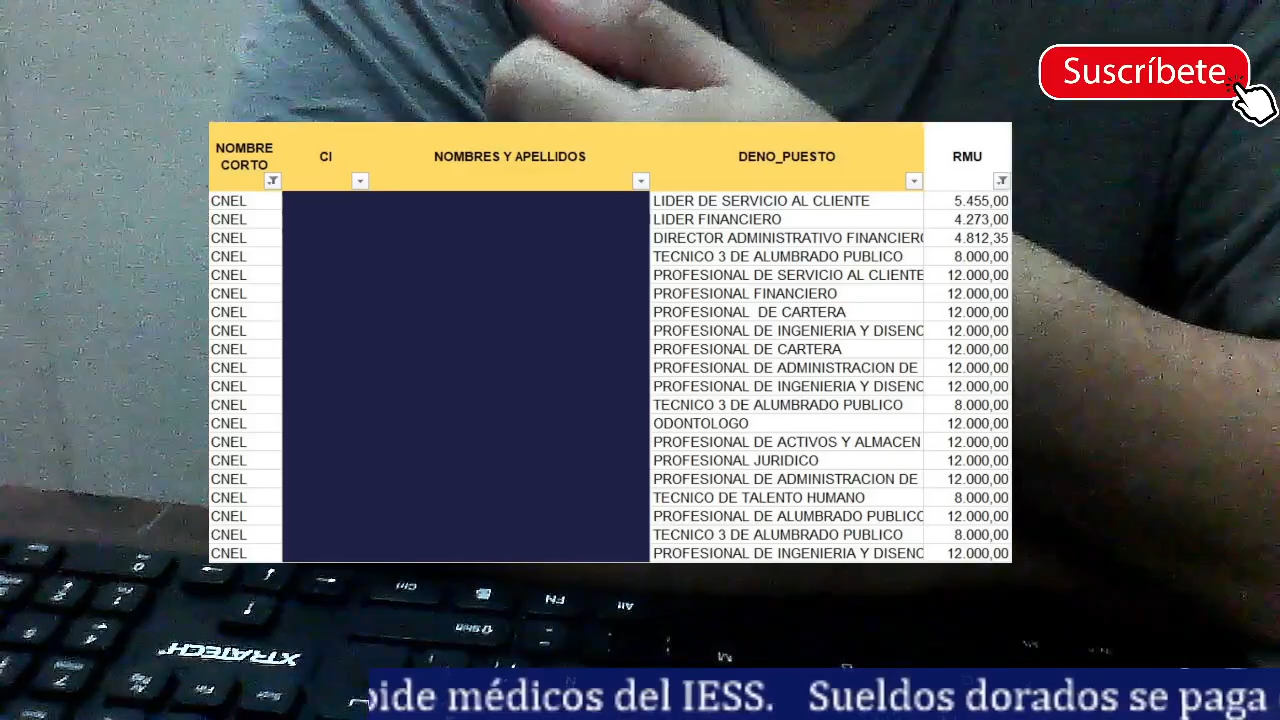 Suscríbete
NOMBRE CORTO CI NOMBRES Y APELLIDOS DENO_PUESTO RMU
CNEL LIDER DE SERVICIO AL CLIENTE 5.455,00
CNEL LIDER FINANCIERO 4.273,00
CNEL DIRECTOR ADMINISTRATIVO FINANCIERO 4.812,35
CNEL TECNICO 3 DE ALUMBRADO PUBLICO 8.000,00
CNEL PROFESIONAL DE SERVICIO AL CLIENTE 12.000,00
CNEL PROFESIONAL FINANCIERO 12.000,00
CNEL PROFESIONAL DE CARTERA 12.000,00
CNEL PROFESIONAL DE INGENIERIA Y DISENO 12.000,00
CNEL PROFESIONAL DE CARTERA 12.000,00
CNEL PROFESIONAL DE ADMINISTRACION DE 12.000,00
CNEL PROFESIONAL DE INGENIERIA Y DISENO 12.000,00
CNEL TECNICO 3 DE ALUMBRADO PUBLICO 8.000,00
CNEL ODONTOLOGO 12.000,00
CNEL PROFESIONAL DE ACTIVOS Y ALMACEN 12.000,00
CNEL PROFESIONAL JURIDICO 12.000,00
CNEL PROFESIONAL DE ADMINISTRACION DE 12.000,00
CNEL TECNICO DE TALENTO HUMANO 8.000,00
CNEL PROFESIONAL DE ALUMBRADO PUBLICO 12.000,00
CNEL TECNICO 3 DE ALUMBRADO PUBLICO 8.000,00
CNEL PROFESIONAL DE INGENIERIA Y DISENO 12.000,00
Ctrl FN Alt
Shift
XTRATECH
pide médicos del IESS. Sueldos dorados se paga